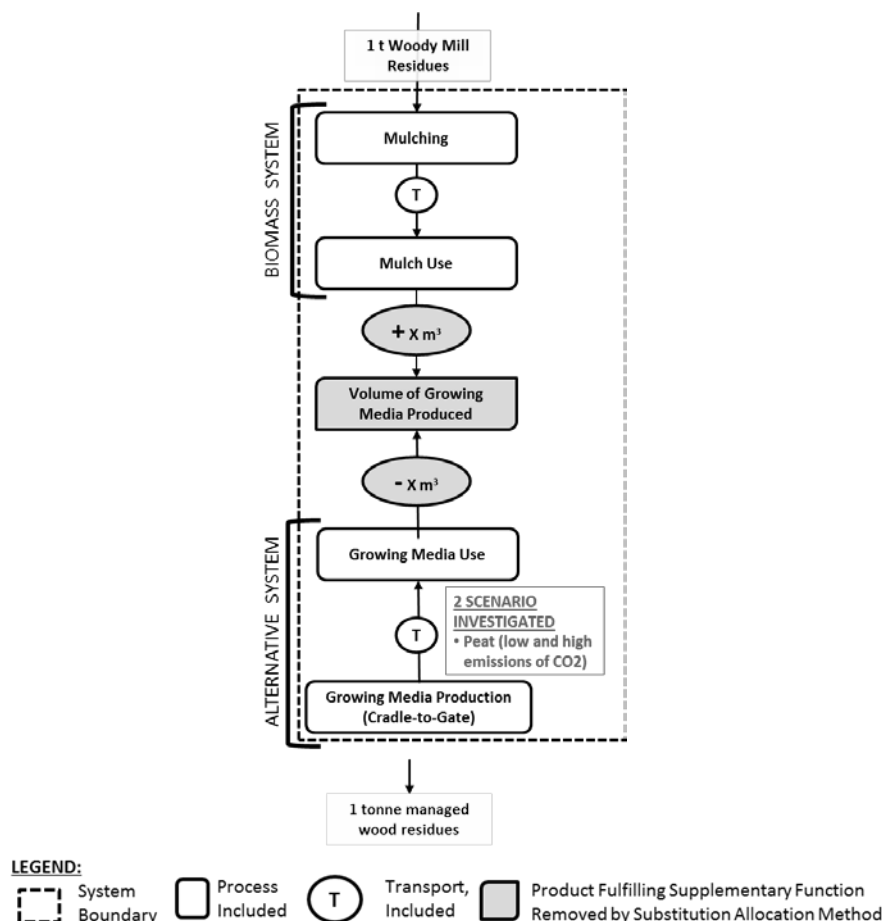 1 t Woody Mill
Residues
BIOMASS SYSTEM
Mulching
T
Mulch Use
+ X m³
Volume of Growing
Media Produced
- X m³
ALTERNATIVE SYSTEM
Growing Media Use
2 SCENARIO
INVESTIGATED
• Peat (low and high
emissions of CO2)
T
Growing Media Production
(Cradle-to-Gate)
1 tonne managed
wood residues
LEGEND:
System
Boundary
Process
Included
T
Transport,
Included
Product Fulfilling Supplementary Function
Removed by Substitution Allocation Method